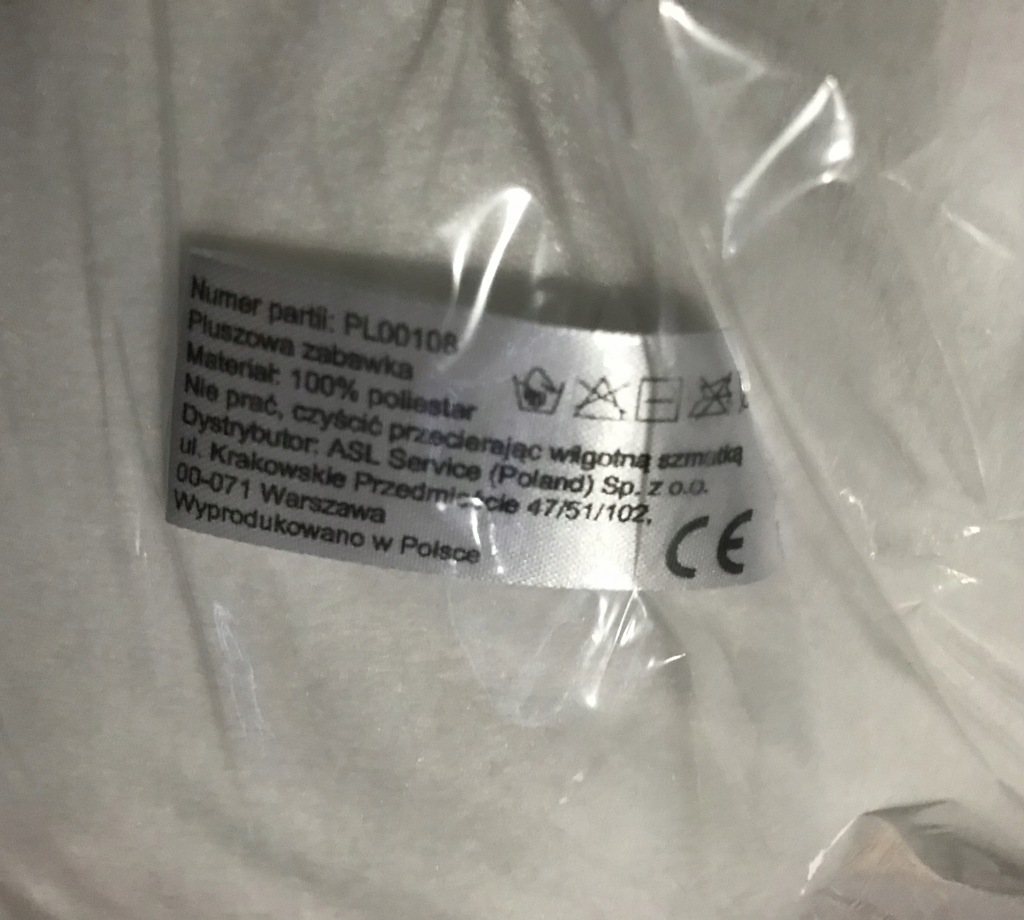 Numer partii: PL00108
Pluszowa zabawka
Materiał: 100% poliestar
Nie prać, czyścić przecierając wilgotną szmatką
Dystrybutor: ASL Service (Poland) Sp. z o.o.
ul. Krakowskie Przedmieście 47/51/102,
00-071 Warszawa
Wyprodukowano w Polsce
CE